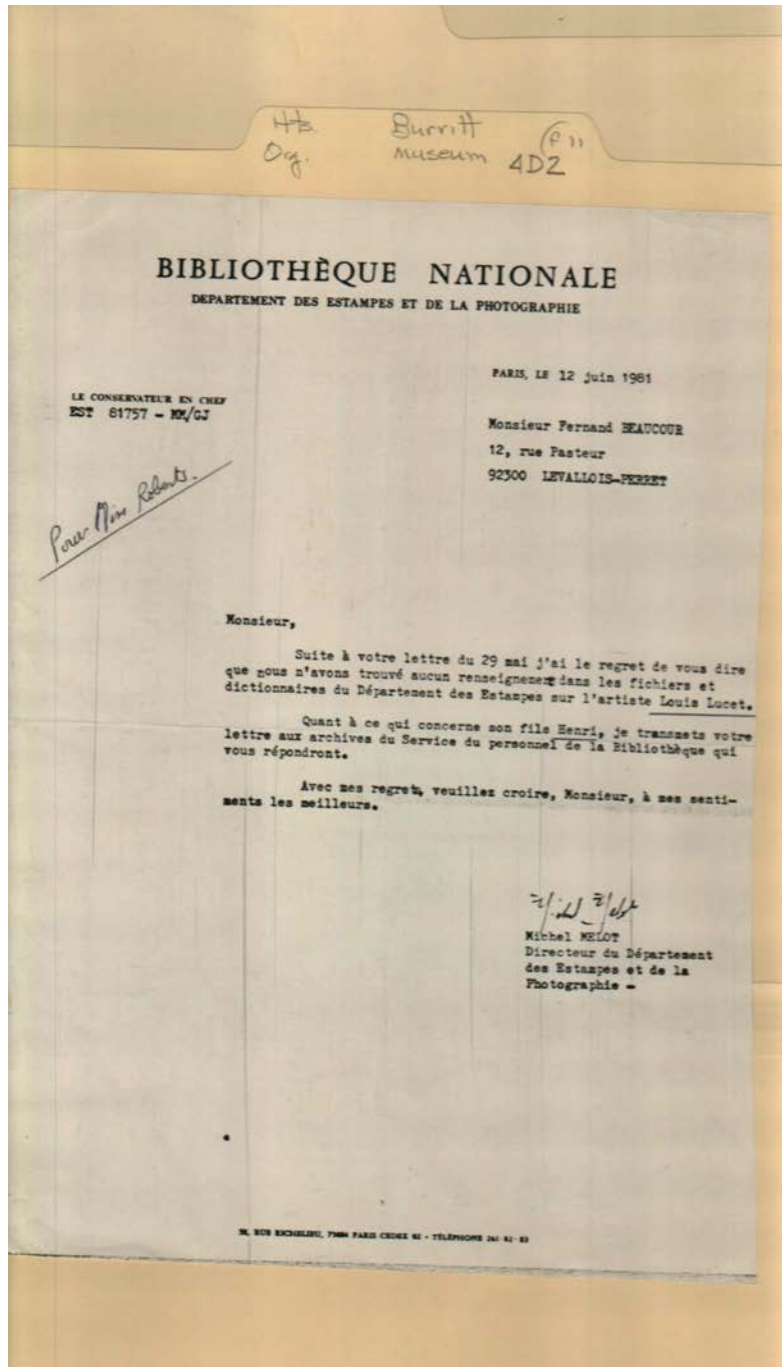 Hts. Burritt (f 11)
Org. Museum 4D2
BIBLIOTHÈQUE NATIONALE
DEPARTEMENT DES ESTAMPES ET DE LA PHOTOGRAPHIE
PARIS, LE 12 juin 1981
LE CONSERVATEUR EN CHEF
EST 81757 - MM/GJ
Monsieur Fernand BEAUCOUR
12, rue Pasteur
92300 LEVALLOIS-PERRET
Pour Miss Roberts.
Monsieur,
Suite à votre lettre du 29 mai j'ai le regret de vous dire
que nous n'avons trouvé aucun renseignement dans les fichiers et
dictionnaires du Département des Estampes sur l'artiste Louis Lucet.
Quant à ce qui concerne son fils Henri, je transmets votre
lettre aux archives du Service du personnel de la Bibliothèque qui
vous répondront.
Avec mes regrets, veuillez croire, Monsieur, à mes senti-
ments les meilleurs.
Michel MELOT
Directeur du Département
des Estampes et de la
Photographie -
58, RUE RICHELIEU, 75084 PARIS CEDEX 02 - TÉLÉPHONE 261 82 83